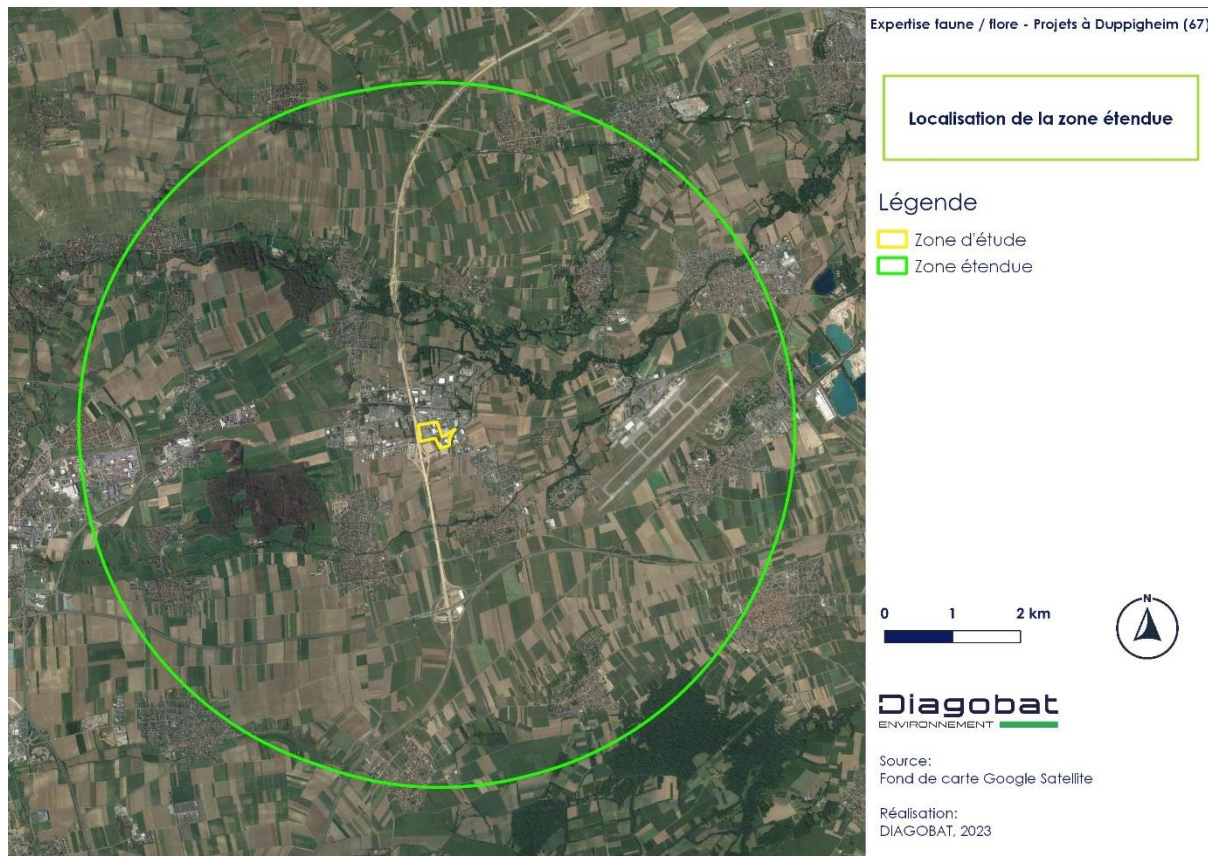 Expertise faune / flore - Projets à Duppigheim (67)
Localisation de la zone étendue
Légende
Zone d'étude
Zone étendue
0 1 2 km
N
Diagobat
ENVIRONNEMENT
Source:
Fond de carte Google Satellite
Réalisation:
DIAGOBAT, 2023